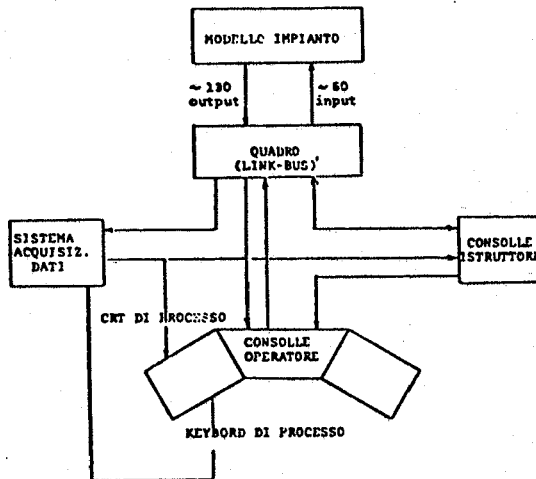 MODELLO IMPIANTO
~ 130
output
~ 60
input
QUADRO
(LINK-BUS)'
SISTEMA
ACQUISIZ.
DATI
CONSOLLE
ISTRUTTORE
CRT DI PROCESSO
CONSOLLE
OPERATORE
KEYBORD DI PROCESSO